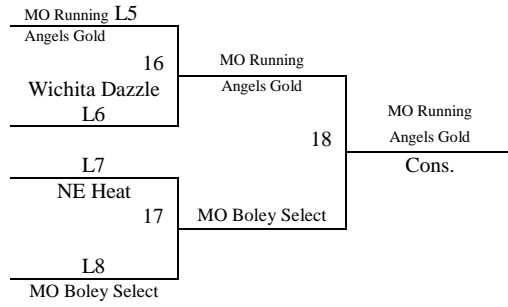 MO Running L5
Angels Gold
16
Wichita Dazzle
L6
MO Running
Angels Gold
18
MO Running
Angels Gold
Cons.
L7
NE Heat
17
MO Boley Select
L8
MO Boley Select